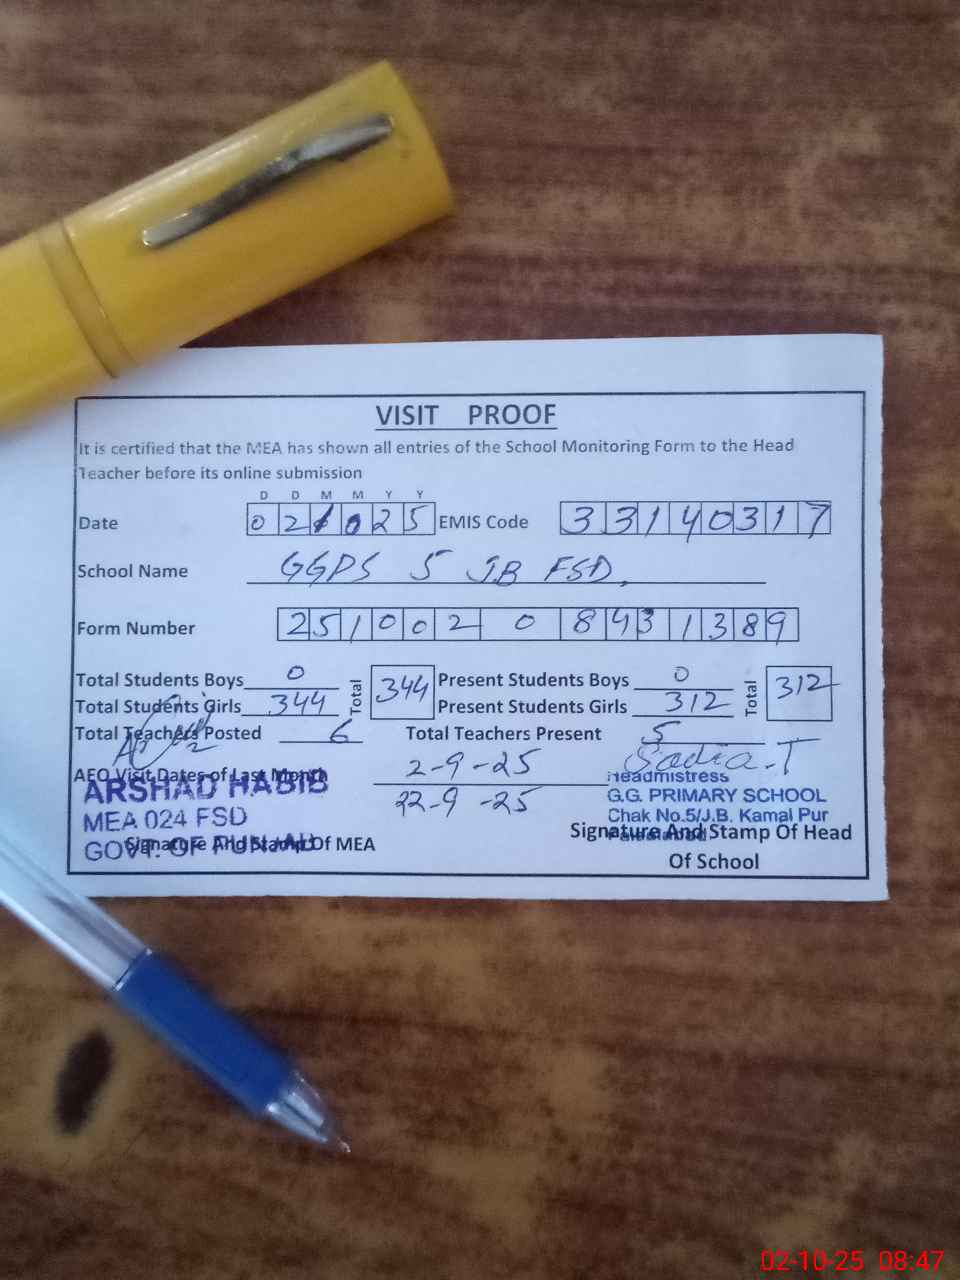 VISIT PROOF
It is certified that the MEA has shown all entries of the School Monitoring Form to the Head
Teacher before its online submission
D D M M Y Y
Date 0 2 1 0 2 5 EMIS Code 3 3 1 4 0 3 1 7
School Name GGPS 5 JB FSD.
Form Number 2 5 1 0 0 2 0 8 4 3 1 3 8 9
Total Students Boys 0 Total 344 Present Students Boys 0 Total 312
Total Students Girls 344 Present Students Girls 312
Total Teachers Posted 6 Total Teachers Present 5
Sadia.T
AEO Visit Dates of Last Month 2-9-25
22-9-25
ARSHAD HABIB
MEA 024 FSD
GOVT. OF PUNJAB
Signature And Stamp Of MEA
Headmistress
G.G. PRIMARY SCHOOL
Chak No.5/J.B. Kamal Pur
Faisalabad
Signature And Stamp Of Head
Of School
02-10-25 08:47